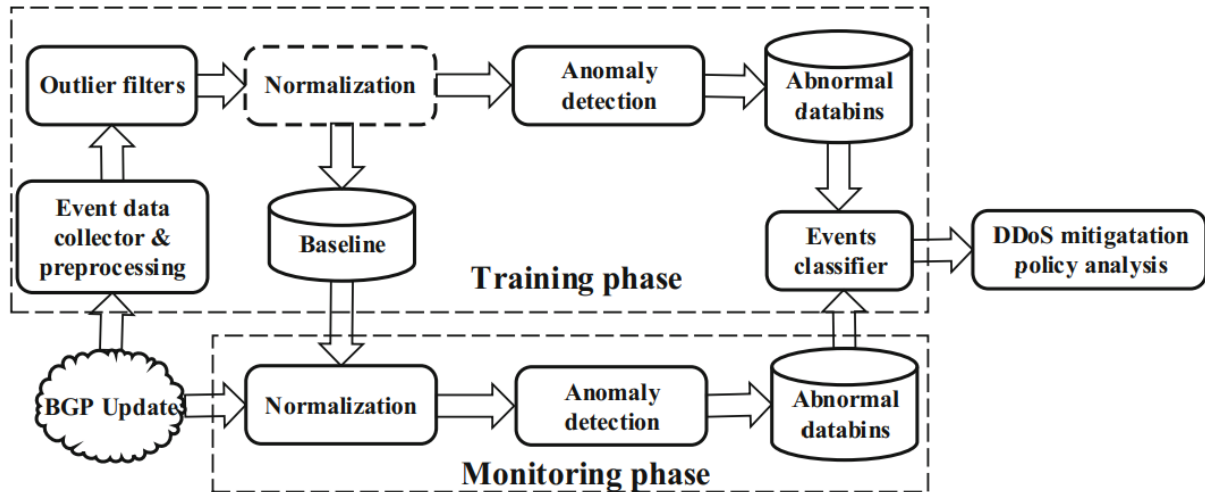 Outlier filters
Normalization
Anomaly
detection
Abnormal
databins
Event data
collector &
preprocessing
Baseline
Events
classifier
DDoS mitigatation
policy analysis
Training phase
BGP Update
Normalization
Anomaly
detection
Abnormal
databins
Monitoring phase